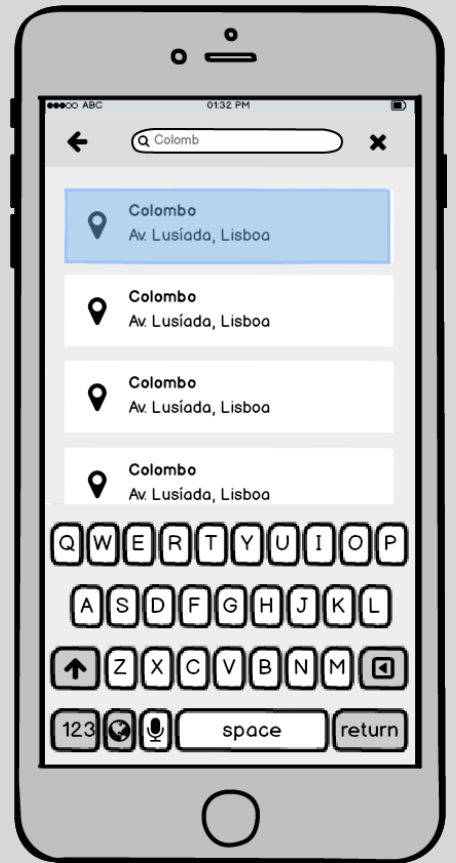 ABC 01:32 PM
Colomb
Colombo
Av. Lusíada, Lisboa
Colombo
Av. Lusíada, Lisboa
Colombo
Av. Lusíada, Lisboa
Colombo
Av. Lusíada, Lisboa
Q W E R T Y U I O P
A S D F G H J K L
Z X C V B N M
123 space return